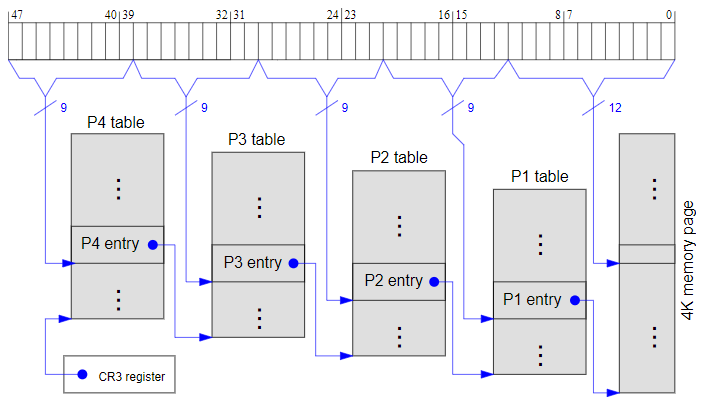 47 40 39 32 31 24 23 16 15 8 7 0
9 9 9 9 12
P4 table
P3 table
P2 table
P1 table
P4 entry
P3 entry
P2 entry
P1 entry
4K memory page
CR3 register